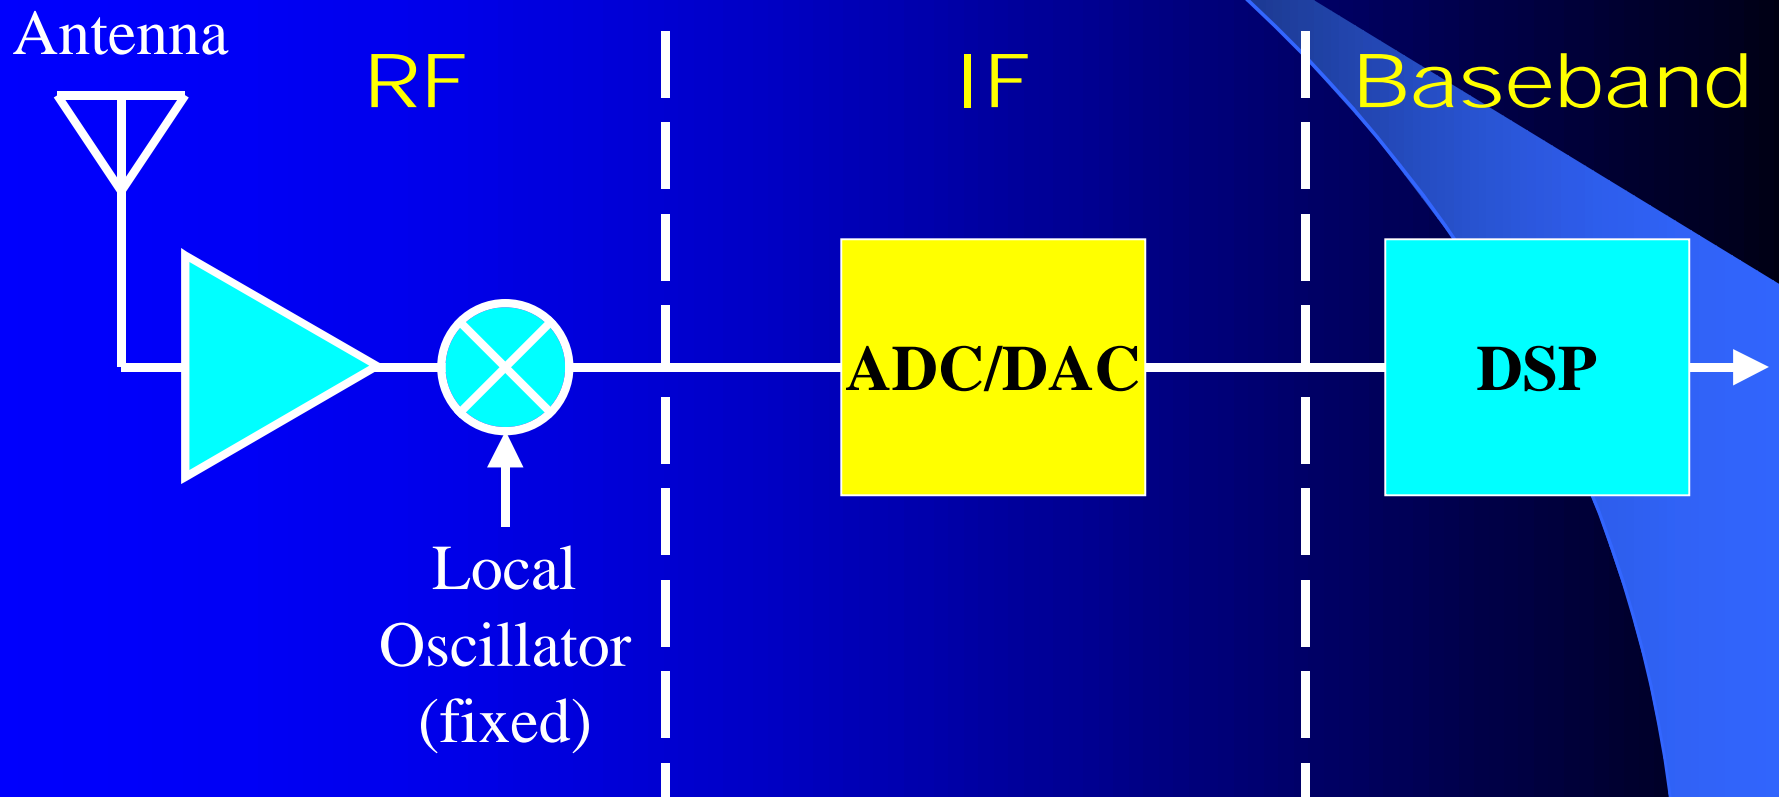 Antenna
RF
IF
Baseband
ADC/DAC
DSP
Local
Oscillator
(fixed)